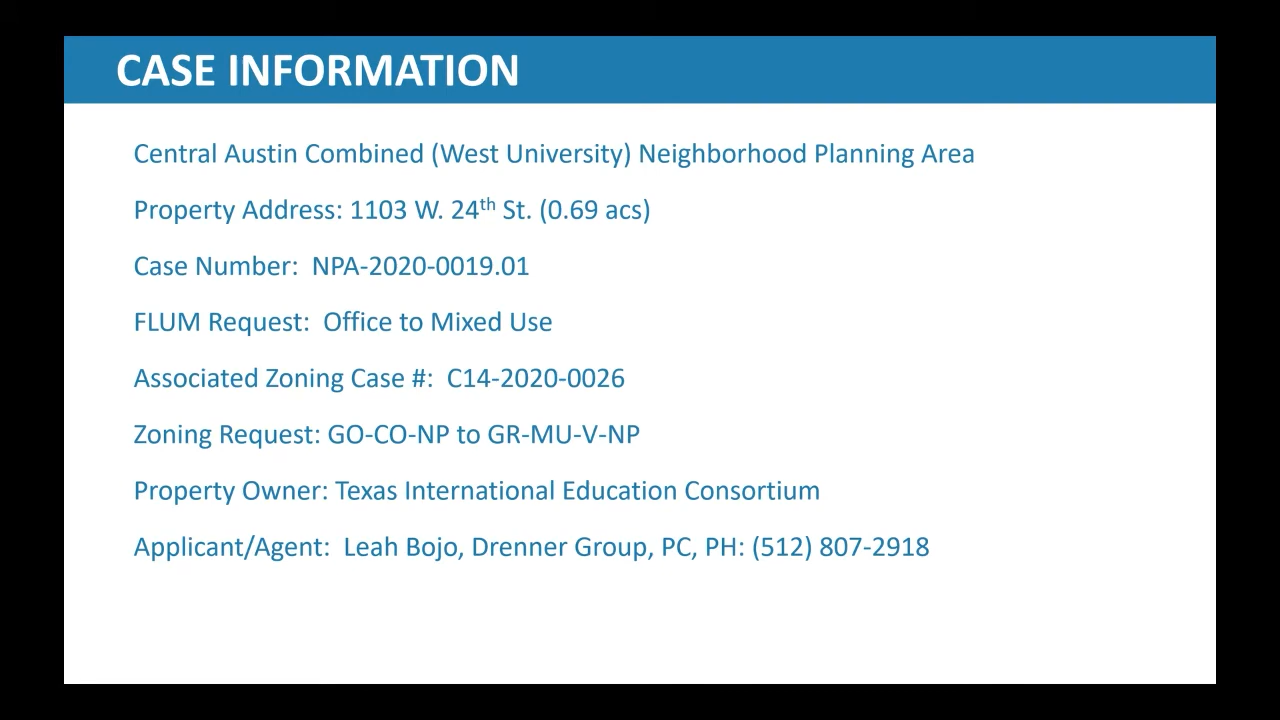 CASE INFORMATION
Central Austin Combined (West University) Neighborhood Planning Area
Property Address: 1103 W. 24th St. (0.69 acs)
Case Number:  NPA-2020-0019.01
FLUM Request:  Office to Mixed Use
Associated Zoning Case #:  C14-2020-0026
Zoning Request: GO-CO-NP to GR-MU-V-NP
Property Owner: Texas International Education Consortium
Applicant/Agent:  Leah Bojo, Drenner Group, PC, PH: (512) 807-2918